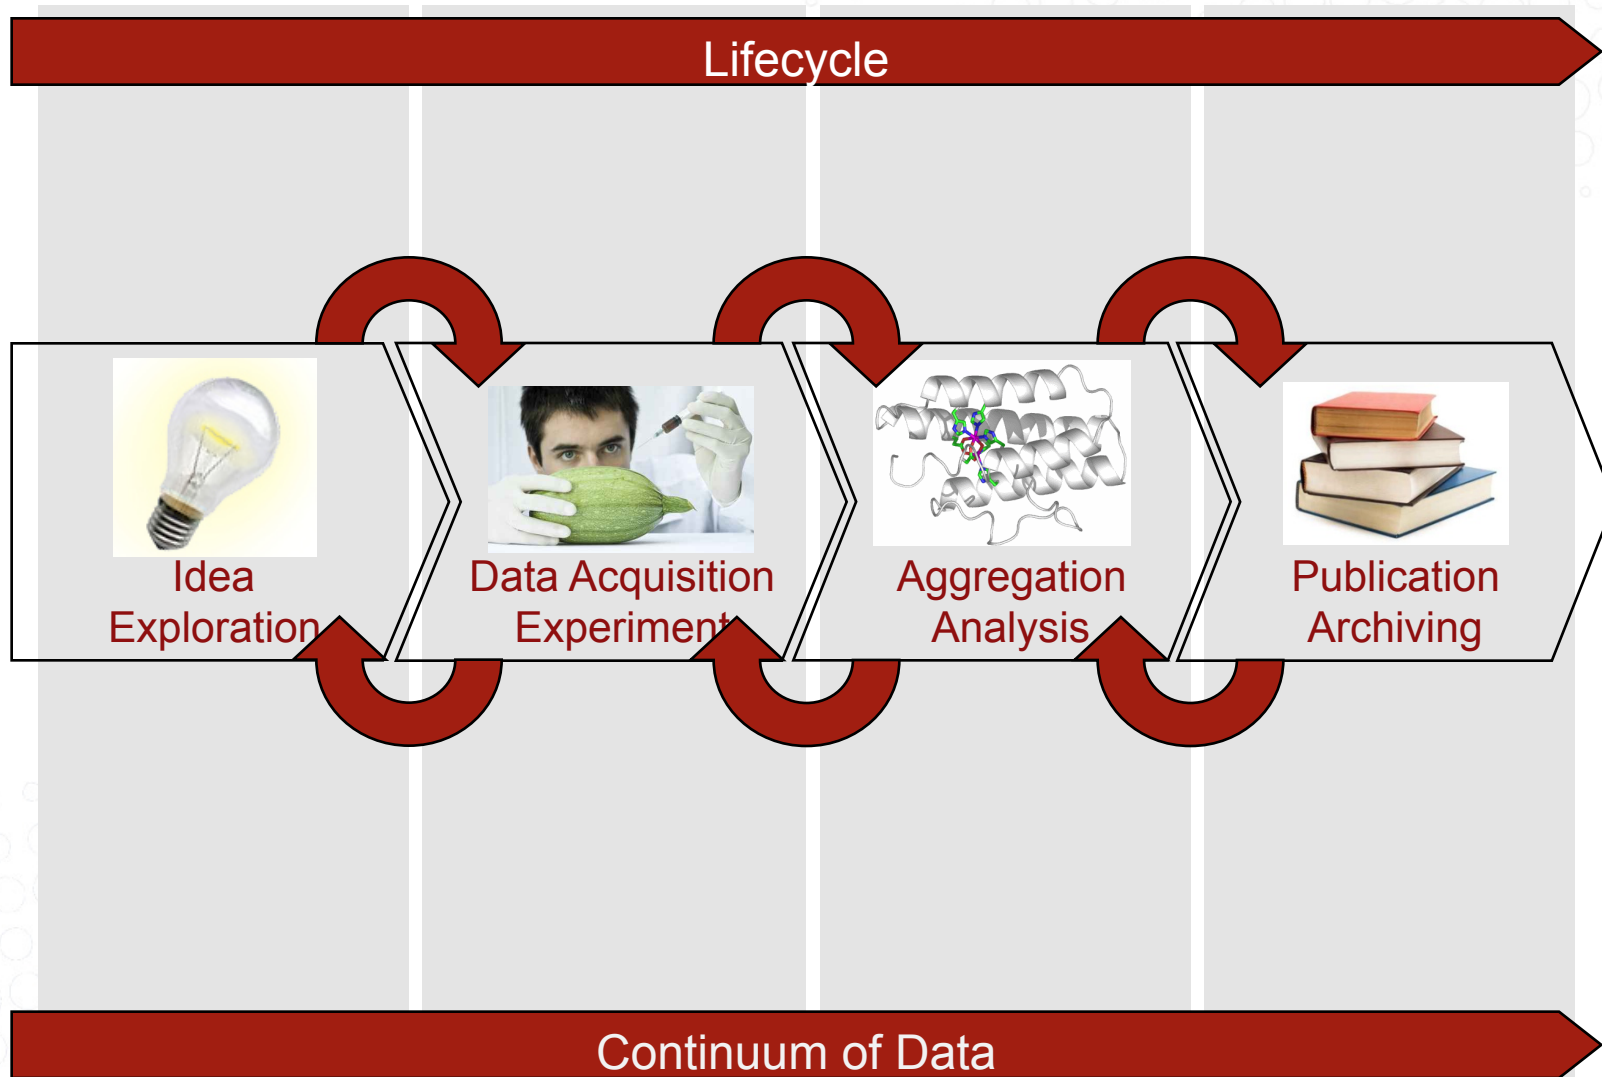 Lifecycle
Idea
Exploration
Data Acquisition
Experiment
Aggregation
Analysis
Publication
Archiving
Continuum of Data